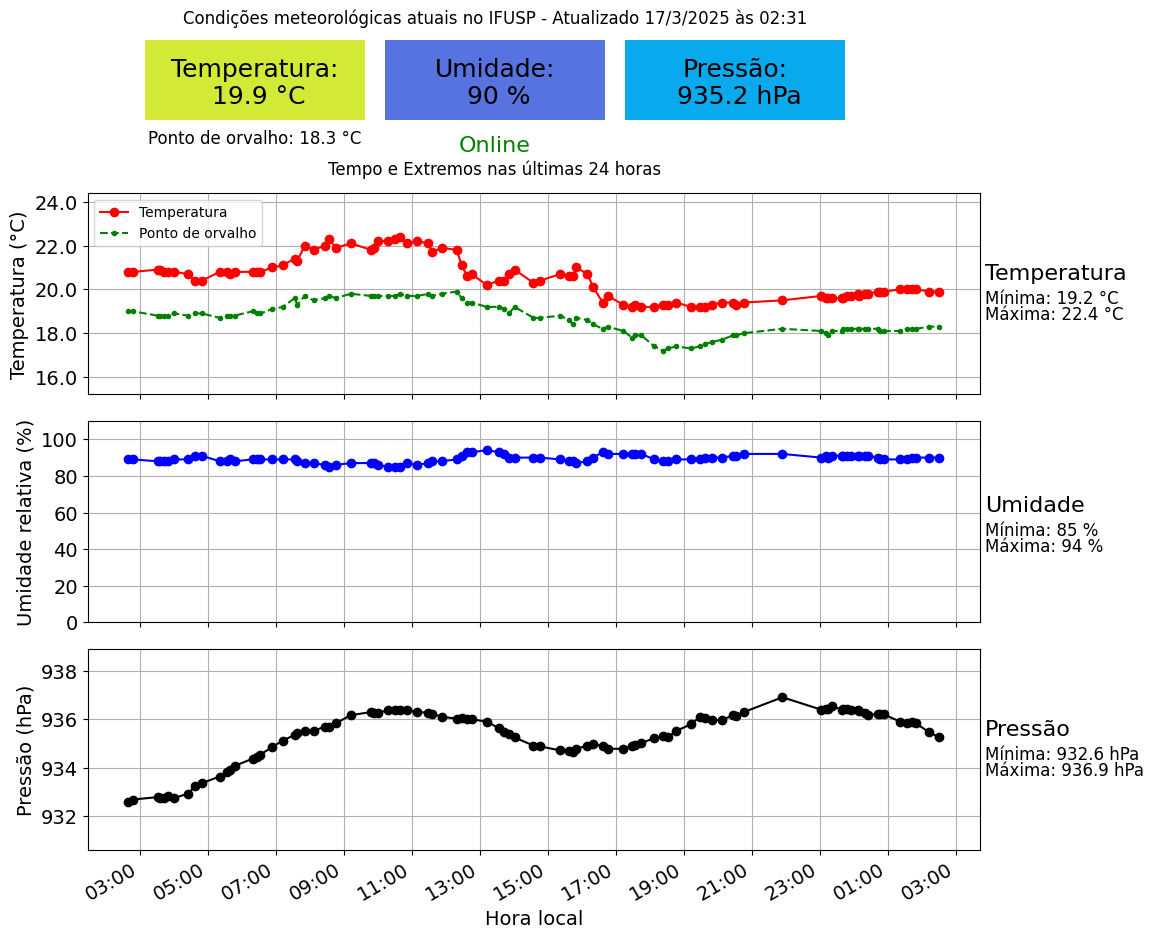 Condições meteorológicas atuais no IFUSP - Atualizado 17/3/2025 às 02:31
Temperatura:
19.9 °C
Umidade:
90 %
Pressão:
935.2 hPa
Ponto de orvalho: 18.3 °C
Online
Tempo e Extremos nas últimas 24 horas
Temperatura (°C)
24.0
22.0
20.0
18.0
16.0
Temperatura
Ponto de orvalho
Temperatura
Mínima: 19.2 °C
Máxima: 22.4 °C
Umidade relativa (%)
100
80
60
40
20
0
Umidade
Mínima: 85 %
Máxima: 94 %
Pressão (hPa)
938
936
934
932
Pressão
Mínima: 932.6 hPa
Máxima: 936.9 hPa
03:00 05:00 07:00 09:00 11:00 13:00 15:00 17:00 19:00 21:00 23:00 01:00 03:00
Hora local